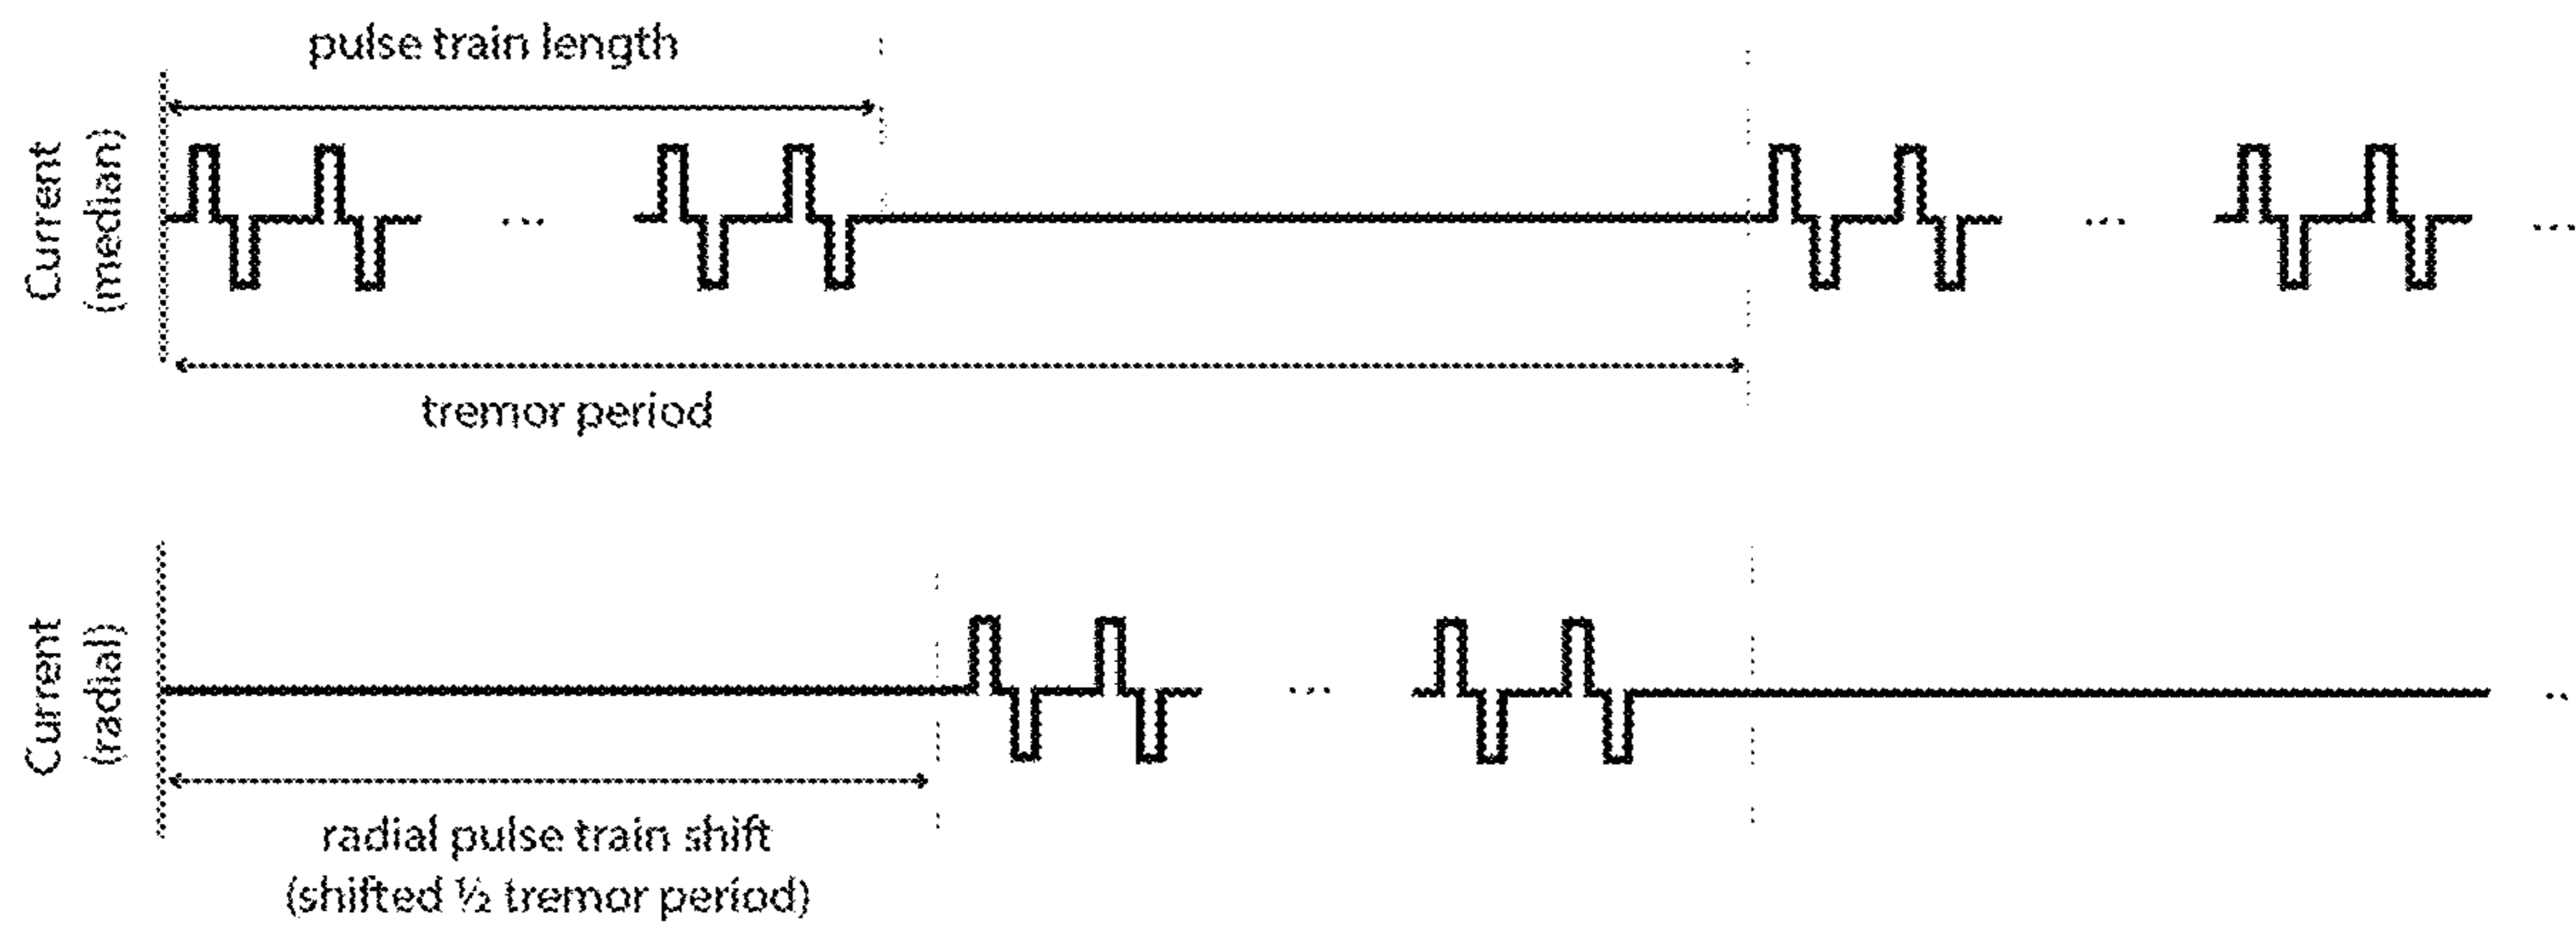 pulse train length
Current
(median)
...
...
...
tremor period
Current
(radial)
...
..
radial pulse train shift
(shifted ½ tremor period)